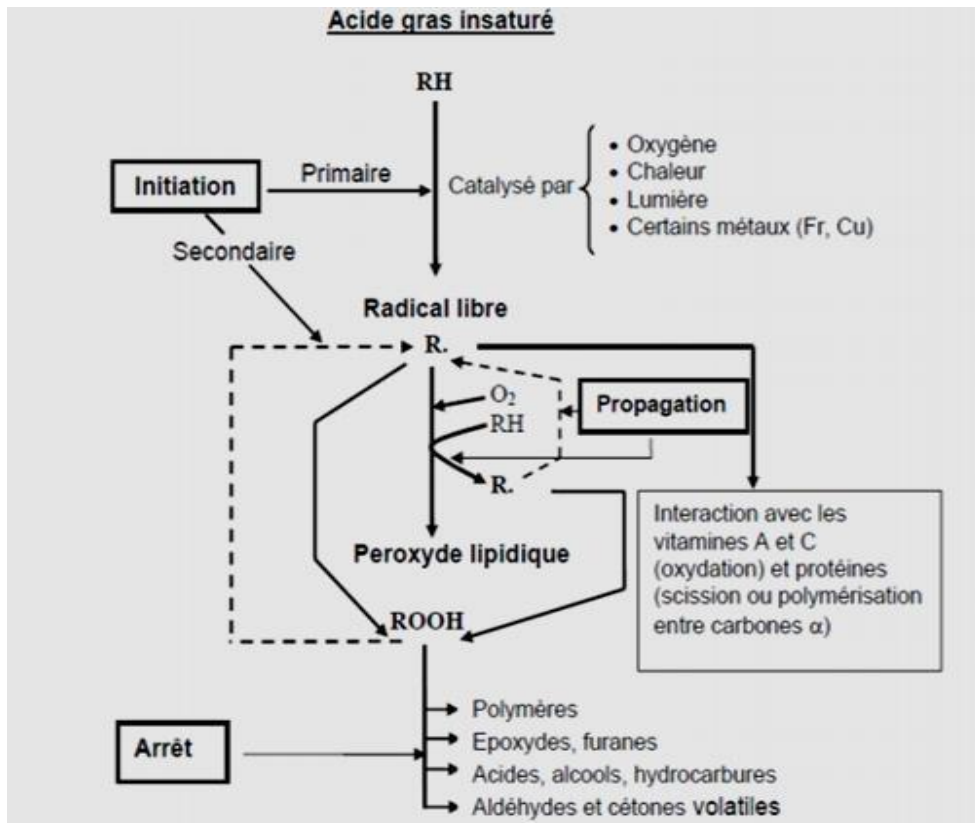 Acide gras insaturé
RH
Initiation
Primaire
Catalysé par
• Oxygène
• Chaleur
• Lumière
• Certains métaux (Fr, Cu)
Secondaire
Radical libre
R.
O₂
RH
R.
Propagation
Peroxyde lipidique
Interaction avec les
vitamines A et C
(oxydation) et protéines
(scission ou polymérisation
entre carbones α)
ROOH
Arrêt
Polymères
Epoxydes, furanes
Acides, alcools, hydrocarbures
Aldéhydes et cétones volatiles